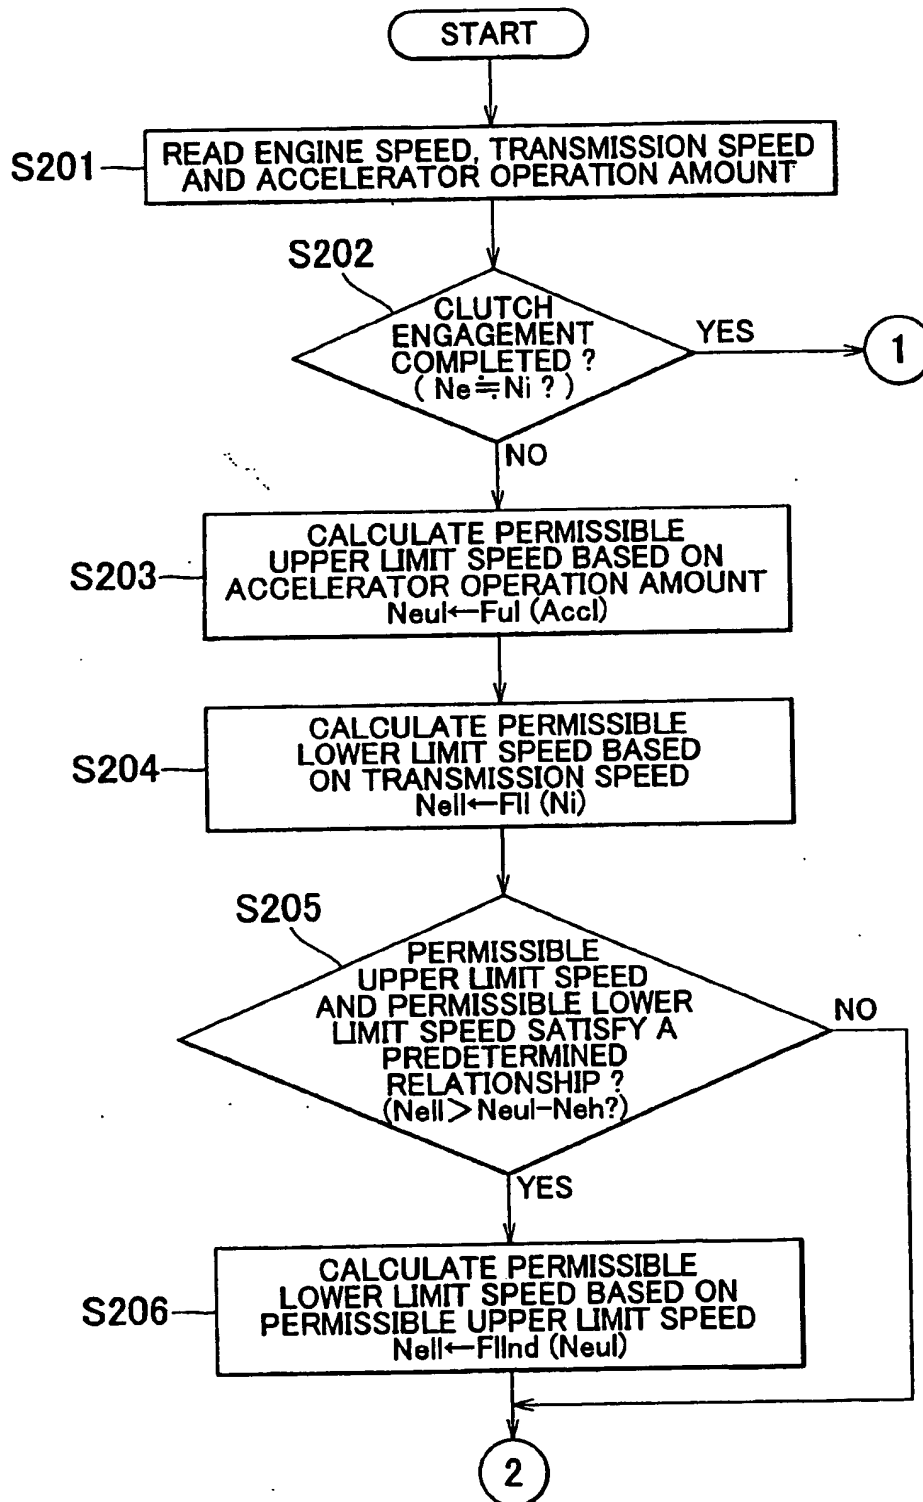 START
S201
READ ENGINE SPEED, TRANSMISSION SPEED
AND ACCELERATOR OPERATION AMOUNT
S202
CLUTCH
ENGAGEMENT
COMPLETED ?
( Ne≒Ni ? )
YES
1
NO
S203
CALCULATE PERMISSIBLE
UPPER LIMIT SPEED BASED ON
ACCELERATOR OPERATION AMOUNT
Neul←Ful (Accl)
S204
CALCULATE PERMISSIBLE
LOWER LIMIT SPEED BASED
ON TRANSMISSION SPEED
Nell←Fll (Ni)
S205
PERMISSIBLE
UPPER LIMIT SPEED
AND PERMISSIBLE LOWER
LIMIT SPEED SATISFY A
PREDETERMINED
RELATIONSHIP ?
(Nell＞Neul-Neh?)
NO
YES
S206
CALCULATE PERMISSIBLE
LOWER LIMIT SPEED BASED ON
PERMISSIBLE UPPER LIMIT SPEED
Nell←FllNd (Neul)
2